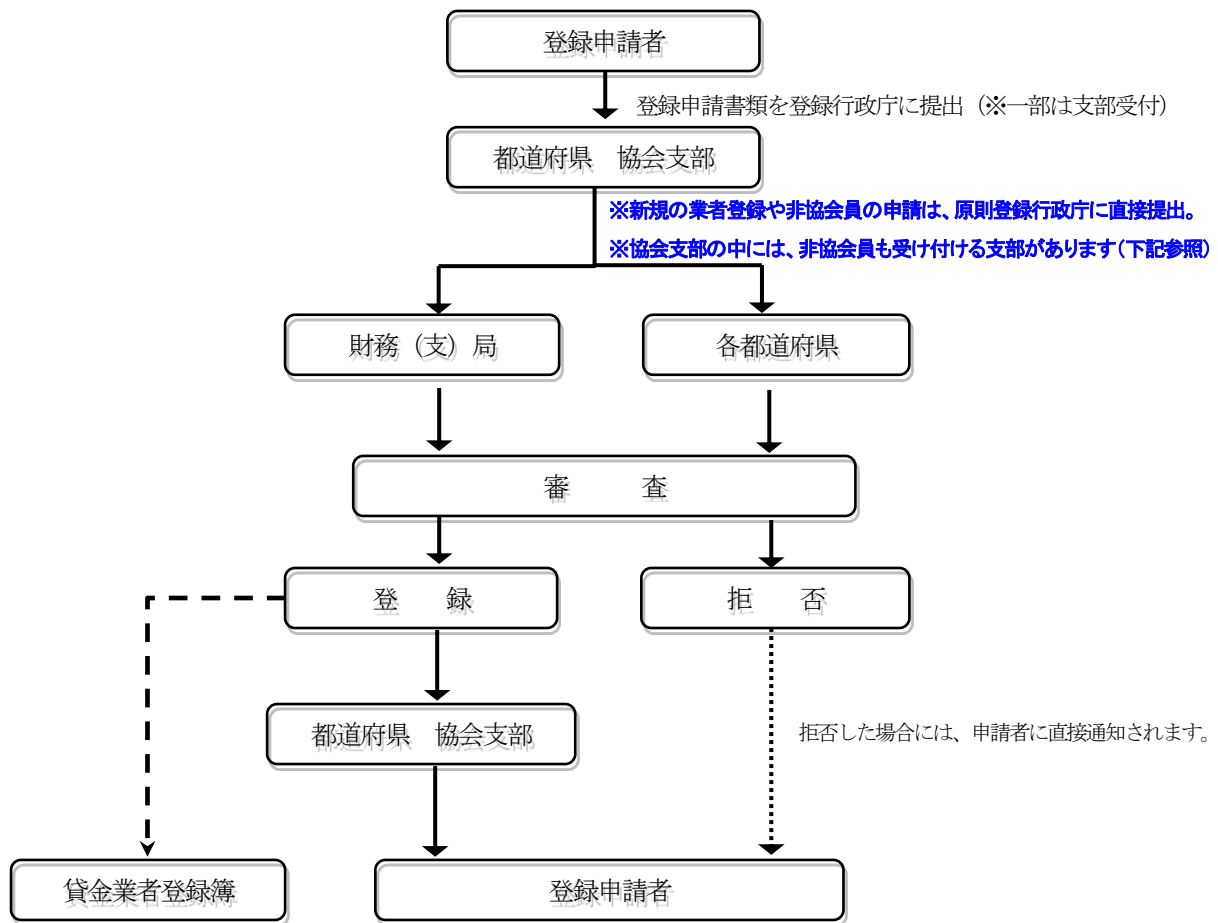 登録申請者
登録申請書類を登録行政庁に提出（※一部は支部受付）
都道府県　協会支部
※新規の業者登録や非協会員の申請は、原則登録行政庁に直接提出。
※協会支部の中には、非協会員も受け付ける支部があります（下記参照）
財務（支）局
各都道府県
審　　　査
登　　録
拒　　否
都道府県　協会支部
拒否した場合には、申請者に直接通知されます。
貸金業者登録簿
登録申請者